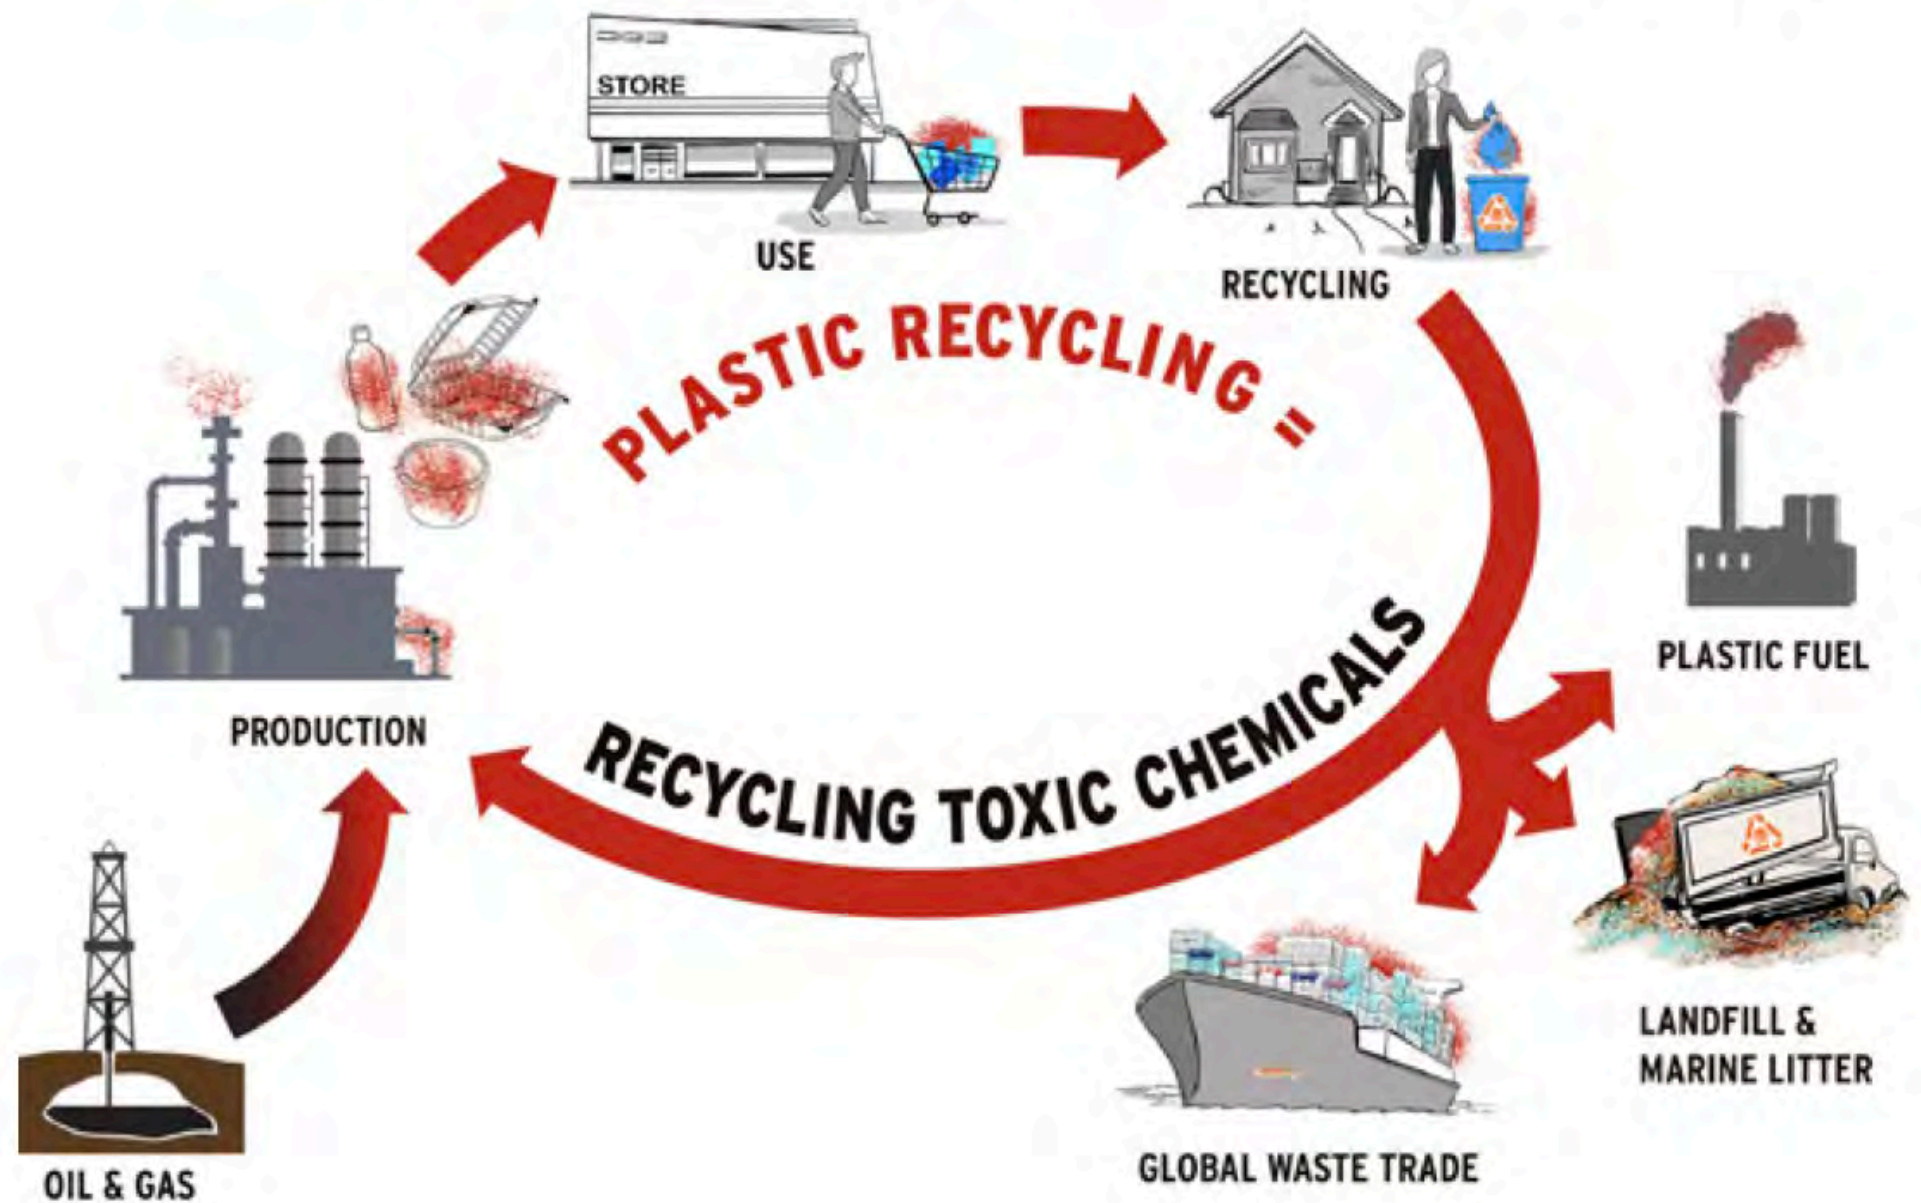 STORE
USE
RECYCLING
PLASTIC RECYCLING =
RECYCLING TOXIC CHEMICALS
PRODUCTION
OIL & GAS
PLASTIC FUEL
LANDFILL &
MARINE LITTER
GLOBAL WASTE TRADE